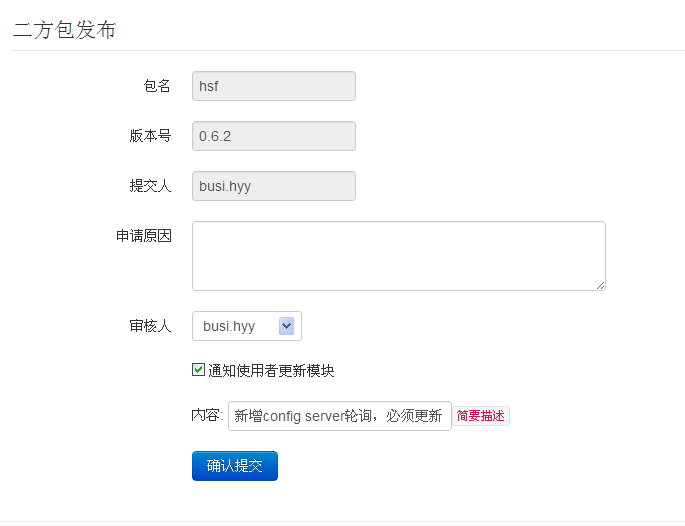 二方包发布
包名 hsf
版本号 0.6.2
提交人 busi.hyy
申请原因
审核人 busi.hyy
通知使用者更新模块
内容: 新增config server轮询，必须更新 简要描述
确认提交